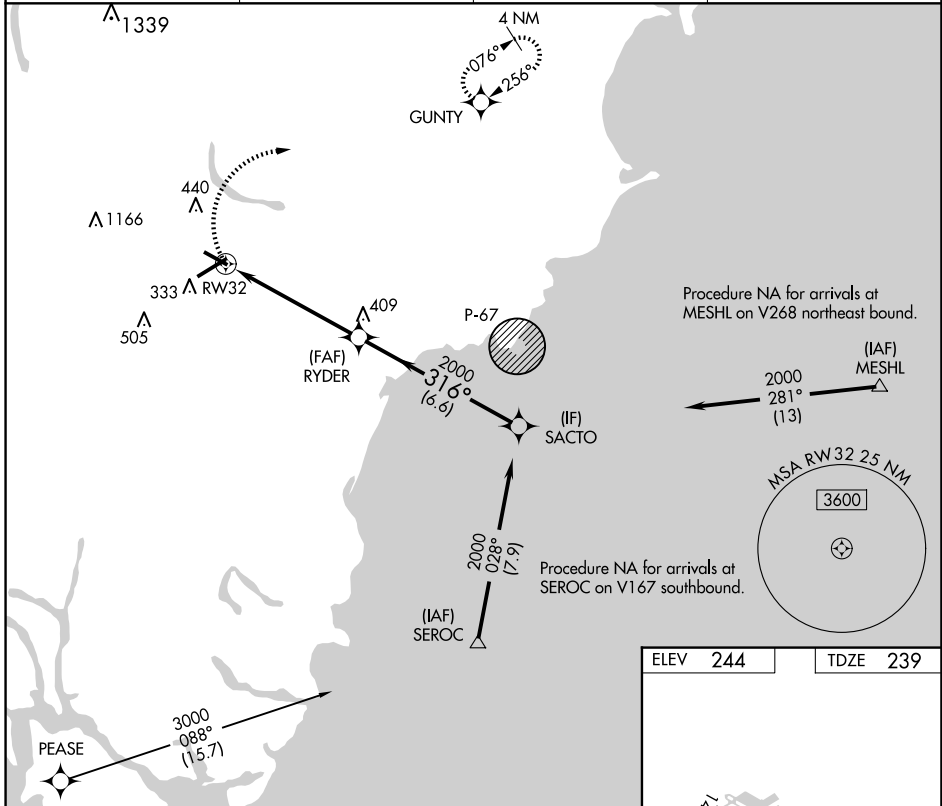 1339
4 NM
076°
256°
GUNTY
440
1166
333
RW32
505
409
(FAF)
RYDER
P-67
2000
316°
(6.6)
(IF)
SACTO
Procedure NA for arrivals at
MESHL on V268 northeast bound.
(IAF)
MESHL
2000
281°
(13)
MSA RW32 25 NM
3600
2000
028°
(7.9)
Procedure NA for arrivals at
SEROC on V167 southbound.
(IAF)
SEROC
ELEV 244
TDZE 239
3000
088°
(15.7)
PEASE